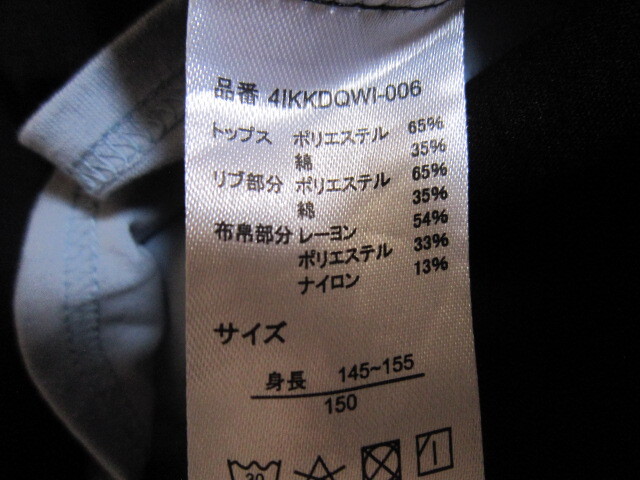 品番 4IKKDQWI-006
トップス ポリエステル 65%
綿 35%
リブ部分 ポリエステル 65%
綿 35%
布帛部分 レーヨン 54%
ポリエステル 33%
ナイロン 13%
サイズ
身長 145~155
150
30